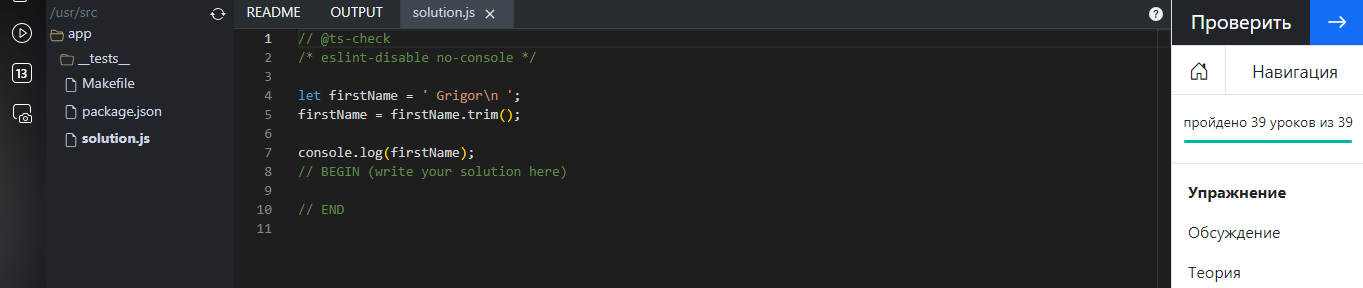 /usr/src
app
__tests__
Makefile
package.json
solution.js
13
README OUTPUT solution.js
1 // @ts-check
2 /* eslint-disable no-console */
3
4 let firstName = ' Grigor\n ';
5 firstName = firstName.trim();
6
7 console.log(firstName);
8 // BEGIN (write your solution here)
9
10 // END
11
?
Проверить
Навигация
пройдено 39 уроков из 39
Упражнение
Обсуждение
Теория